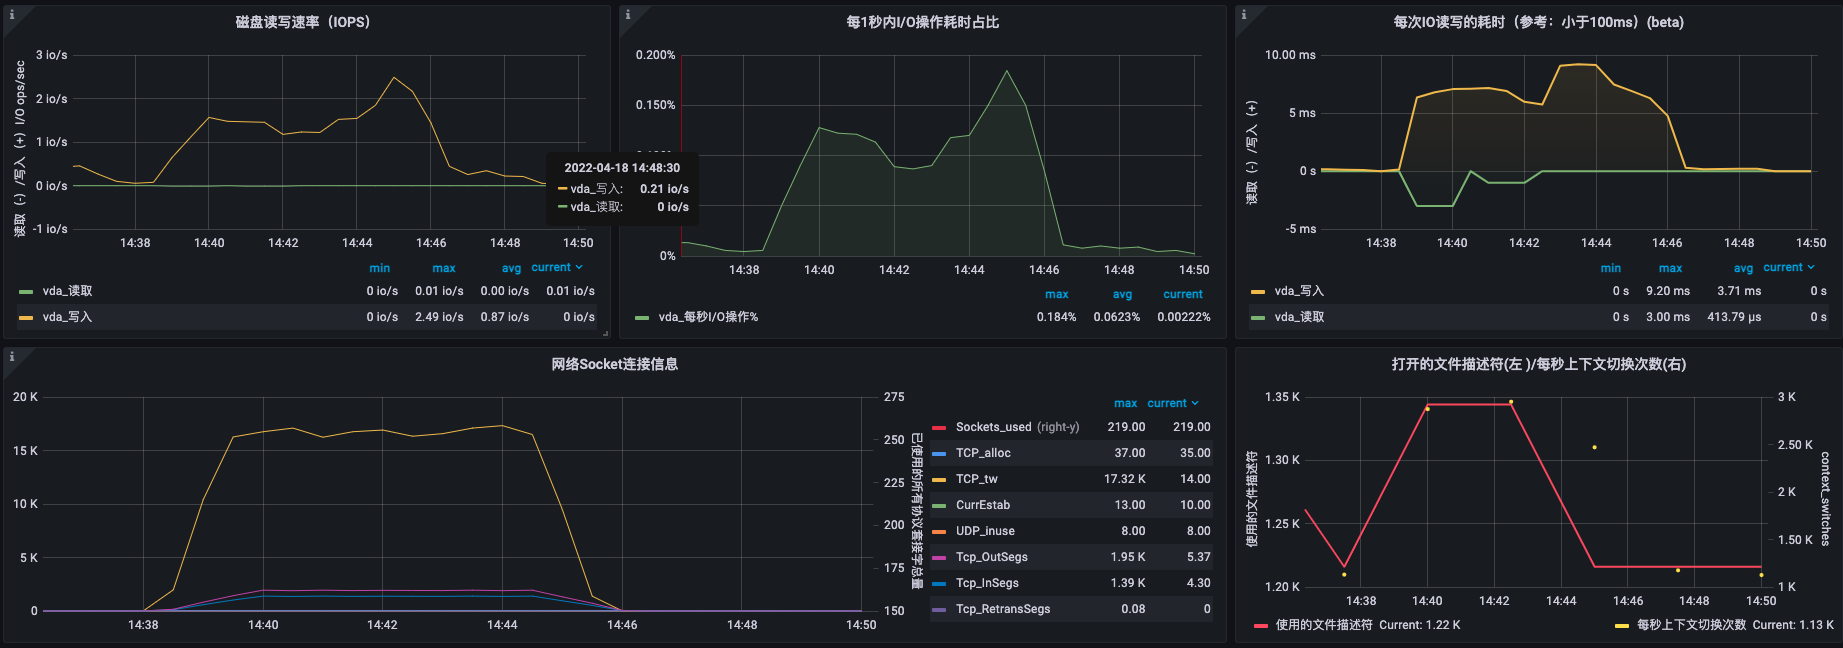 磁盘读写速率（IOPS）
读取（-）/写入（+）I/O ops/sec
3 io/s
2 io/s
1 io/s
0 io/s
-1 io/s
14:38 14:40 14:42 14:44 14:46 14:48 14:50
min max avg current
vda_读取 0 io/s 0.01 io/s 0.00 io/s 0.01 io/s
vda_写入 0 io/s 2.49 io/s 0.87 io/s 0 io/s
2022-04-18 14:48:30
vda_写入: 0.21 io/s
vda_读取: 0 io/s
每1秒内I/O操作耗时占比
0.200%
0.150%
0%
14:38 14:40 14:42 14:44 14:46 14:48 14:50
max avg current
vda_每秒I/O操作% 0.184% 0.0623% 0.00222%
每次IO读写的耗时（参考：小于100ms）(beta)
读取（-）/写入（+）
10.00 ms
5 ms
0 s
-5 ms
14:38 14:40 14:42 14:44 14:46 14:48 14:50
min max avg current
vda_写入 0 s 9.20 ms 3.71 ms 0 s
vda_读取 0 s 3.00 ms 413.79 µs 0 s
网络Socket连接信息
20 K
15 K
10 K
5 K
0
14:38 14:40 14:42 14:44 14:46 14:48 14:50
275
250
225
200
175
150
已使用的所有协议套接字总量
max current
Sockets_used (right-y) 219.00 219.00
TCP_alloc 37.00 35.00
TCP_tw 17.32 K 14.00
CurrEstab 13.00 10.00
UDP_inuse 8.00 8.00
Tcp_OutSegs 1.95 K 5.37
Tcp_InSegs 1.39 K 4.30
Tcp_RetransSegs 0.08 0
打开的文件描述符(左 )/每秒上下文切换次数(右)
使用的文件描述符
1.35 K
1.30 K
1.25 K
1.20 K
14:38 14:40 14:42 14:44 14:46 14:48 14:50
3 K
2.50 K
2 K
1.50 K
1 K
context_switches
使用的文件描述符 Current: 1.22 K
每秒上下文切换次数 Current: 1.13 K